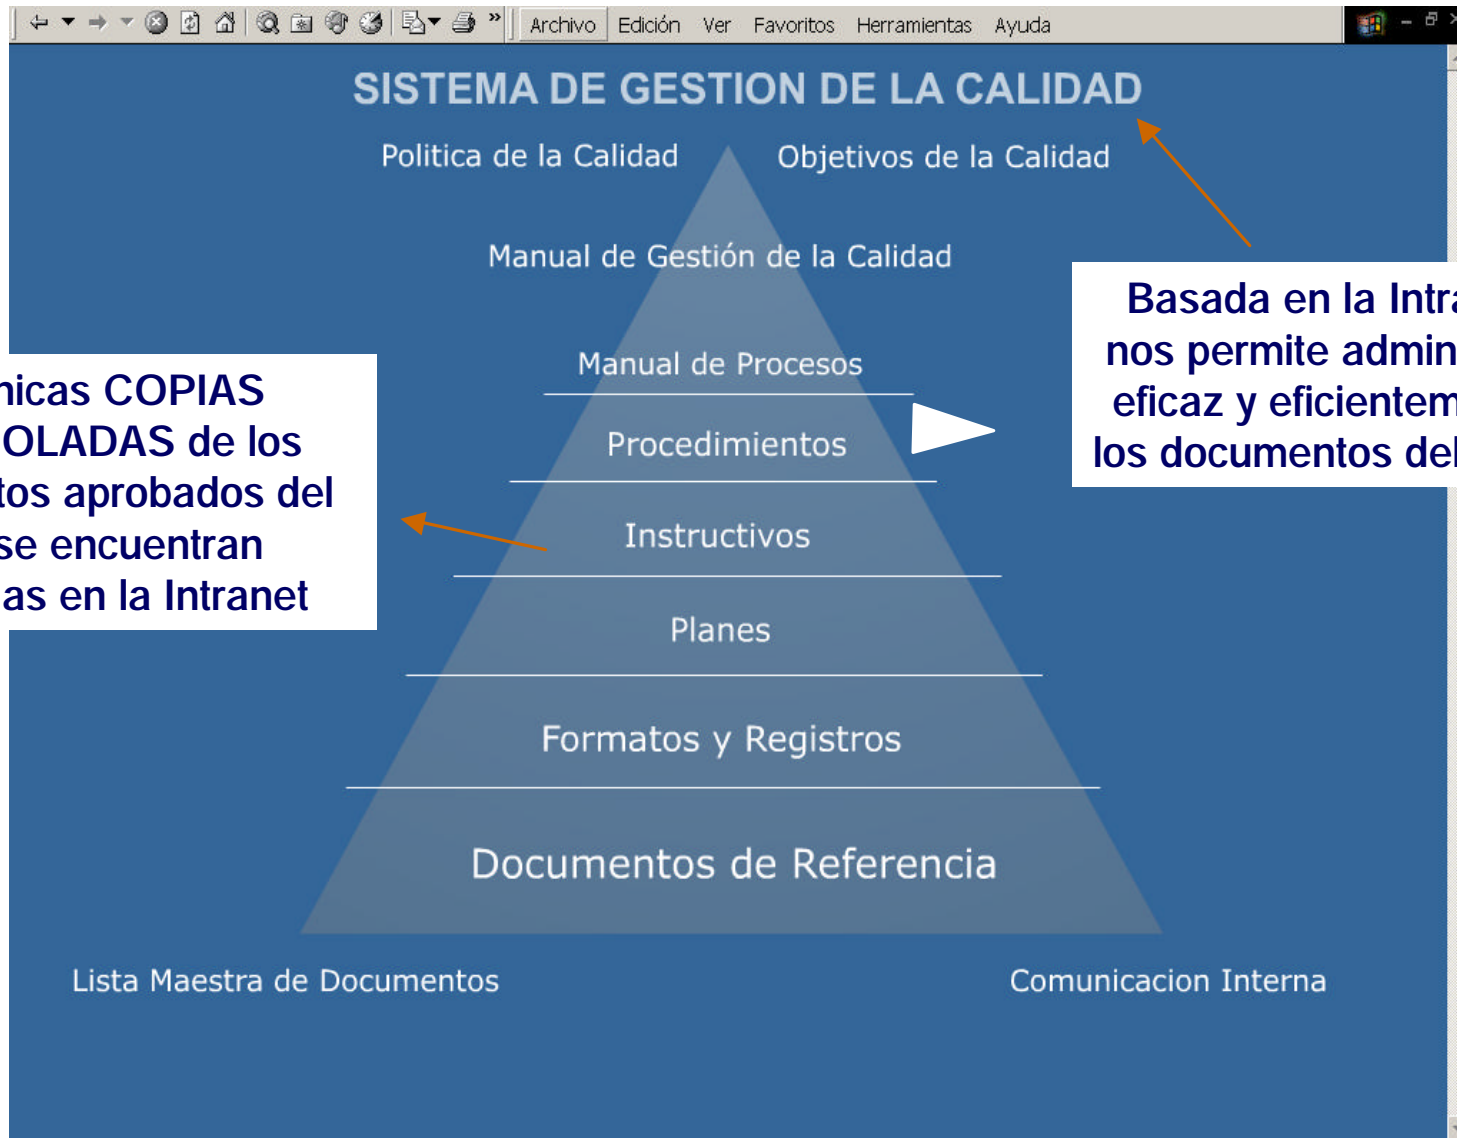 Archivo Edición Ver Favoritos Herramientas Ayuda
SISTEMA DE GESTION DE LA CALIDAD
Politica de la Calidad
Objetivos de la Calidad
Manual de Gestión de la Calidad
Basada en la
nos permite
eficaz y
los documentos del
Manual de Procesos
COPIAS
de los
aprobados del
se encuentran
en la Intranet
Procedimientos
Instructivos
Planes
Formatos y Registros
Documentos de Referencia
Lista Maestra de Documentos
Comunicacion Interna